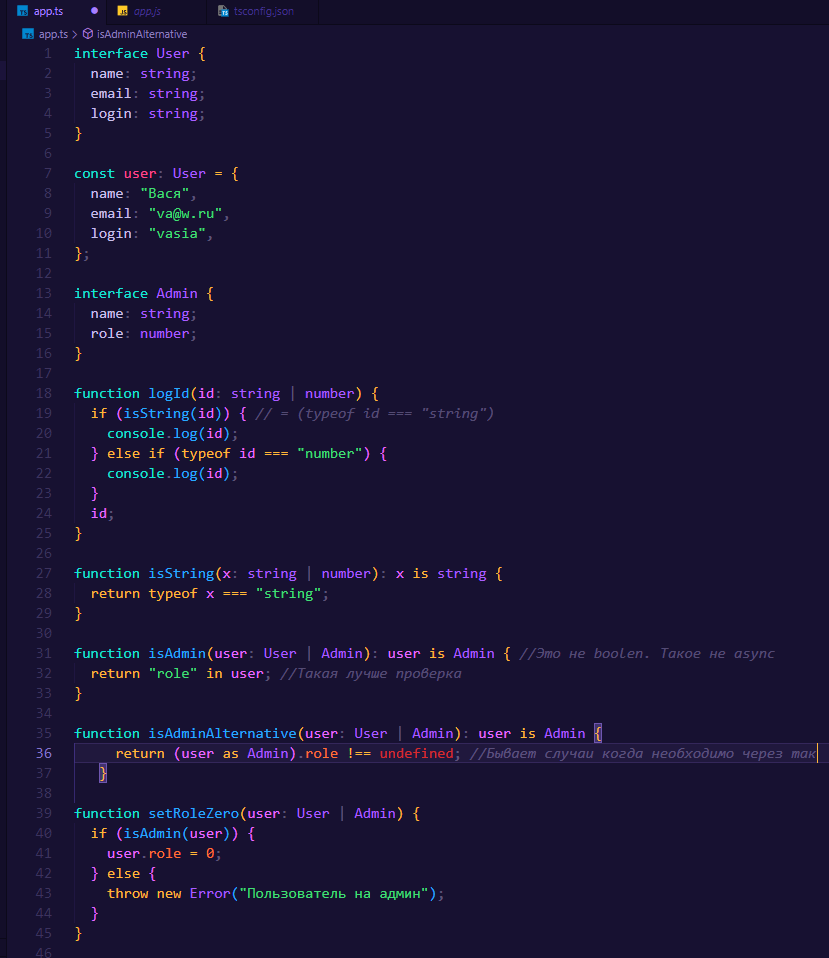 app.ts app.js tsconfig.json
app.ts > isAdminAlternative
1 interface User {
2 name: string;
3 email: string;
4 login: string;
5 }
6
7 const user: User = {
8 name: "Вася",
9 email: "va@w.ru",
10 login: "vasia",
11 };
12
13 interface Admin {
14 name: string;
15 role: number;
16 }
17
18 function logId(id: string | number) {
19 if (isString(id)) { // = (typeof id === "string")
20 console.log(id);
21 } else if (typeof id === "number") {
22 console.log(id);
23 }
24 id;
25 }
26
27 function isString(x: string | number): x is string {
28 return typeof x === "string";
29 }
30
31 function isAdmin(user: User | Admin): user is Admin { //Это не boolen. Такое не async
32 return "role" in user; //Такая лучше проверка
33 }
34
35 function isAdminAlternative(user: User | Admin): user is Admin {
36 return (user as Admin).role !== undefined; //Бывает случаи когда необходимо через так
37 }
38
39 function setRoleZero(user: User | Admin) {
40 if (isAdmin(user)) {
41 user.role = 0;
42 } else {
43 throw new Error("Пользователь на админ");
44 }
45 }
46